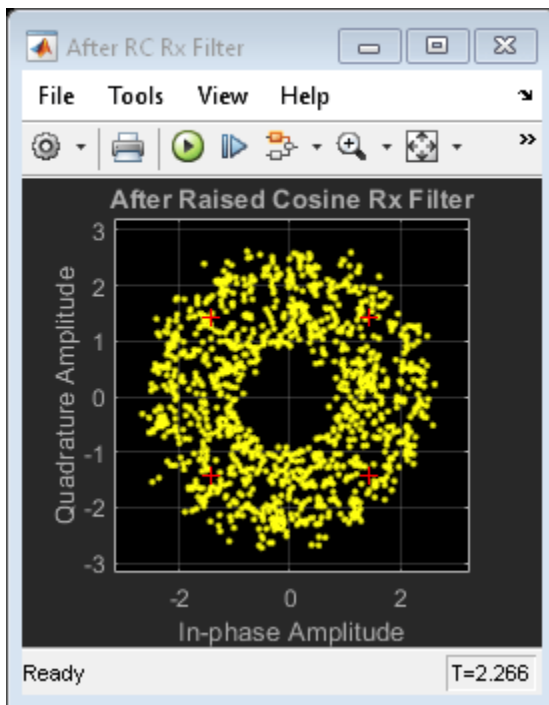 After RC Rx Filter
File Tools View Help
After Raised Cosine Rx Filter
3
2
1
0
-1
-2
-3
Quadrature Amplitude
-2 0 2
In-phase Amplitude
Ready T=2.266